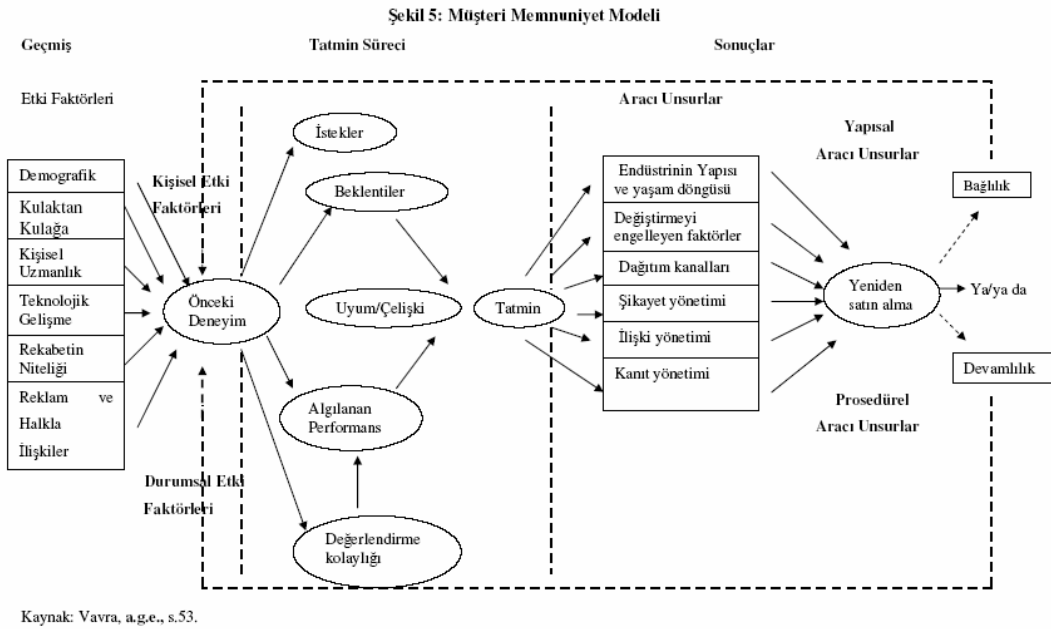 Şekil 5: Müşteri Memnuniyet Modeli
Geçmiş
Tatmin Süreci
Sonuçlar
Etki Faktörleri
Aracı Unsurlar
Demografik
Kulaktan
Kulağa
Kişisel
Uzmanlık
Teknolojik
Gelişme
Rekabetin
Niteliği
Reklam ve
Halkla
İlişkiler
Kişisel Etki
Faktörleri
Önceki
Deneyim
Durumsal Etki
Faktörleri
İstekler
Beklentiler
Uyum/Çelişki
Algılanan
Performans
Değerlendirme
kolaylığı
Tatmin
Endüstrinin Yapısı
ve yaşam döngüsü
Değiştirmeyi
engelleyen faktörler
Dağıtım kanalları
Şikayet yönetimi
İlişki yönetimi
Kanıt yönetimi
Yapısal
Aracı Unsurlar
Yeniden
satın alma
Prosedürel
Aracı Unsurlar
Bağlılık
Ya/ya da
Devamlılık
Kaynak: Vavra, a.g.e., s.53.